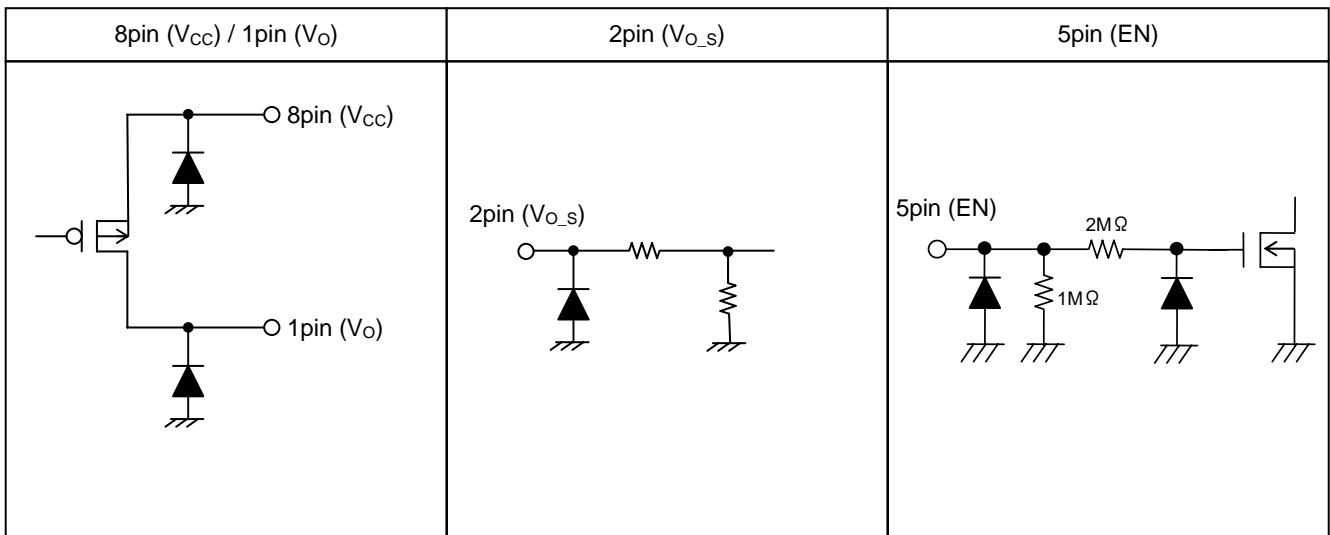 8pin (VCC) / 1pin (VO)
2pin (VO_S)
5pin (EN)
8pin (VCC)
1pin (VO)
2pin (VO_S)
5pin (EN)
2MΩ
1MΩ